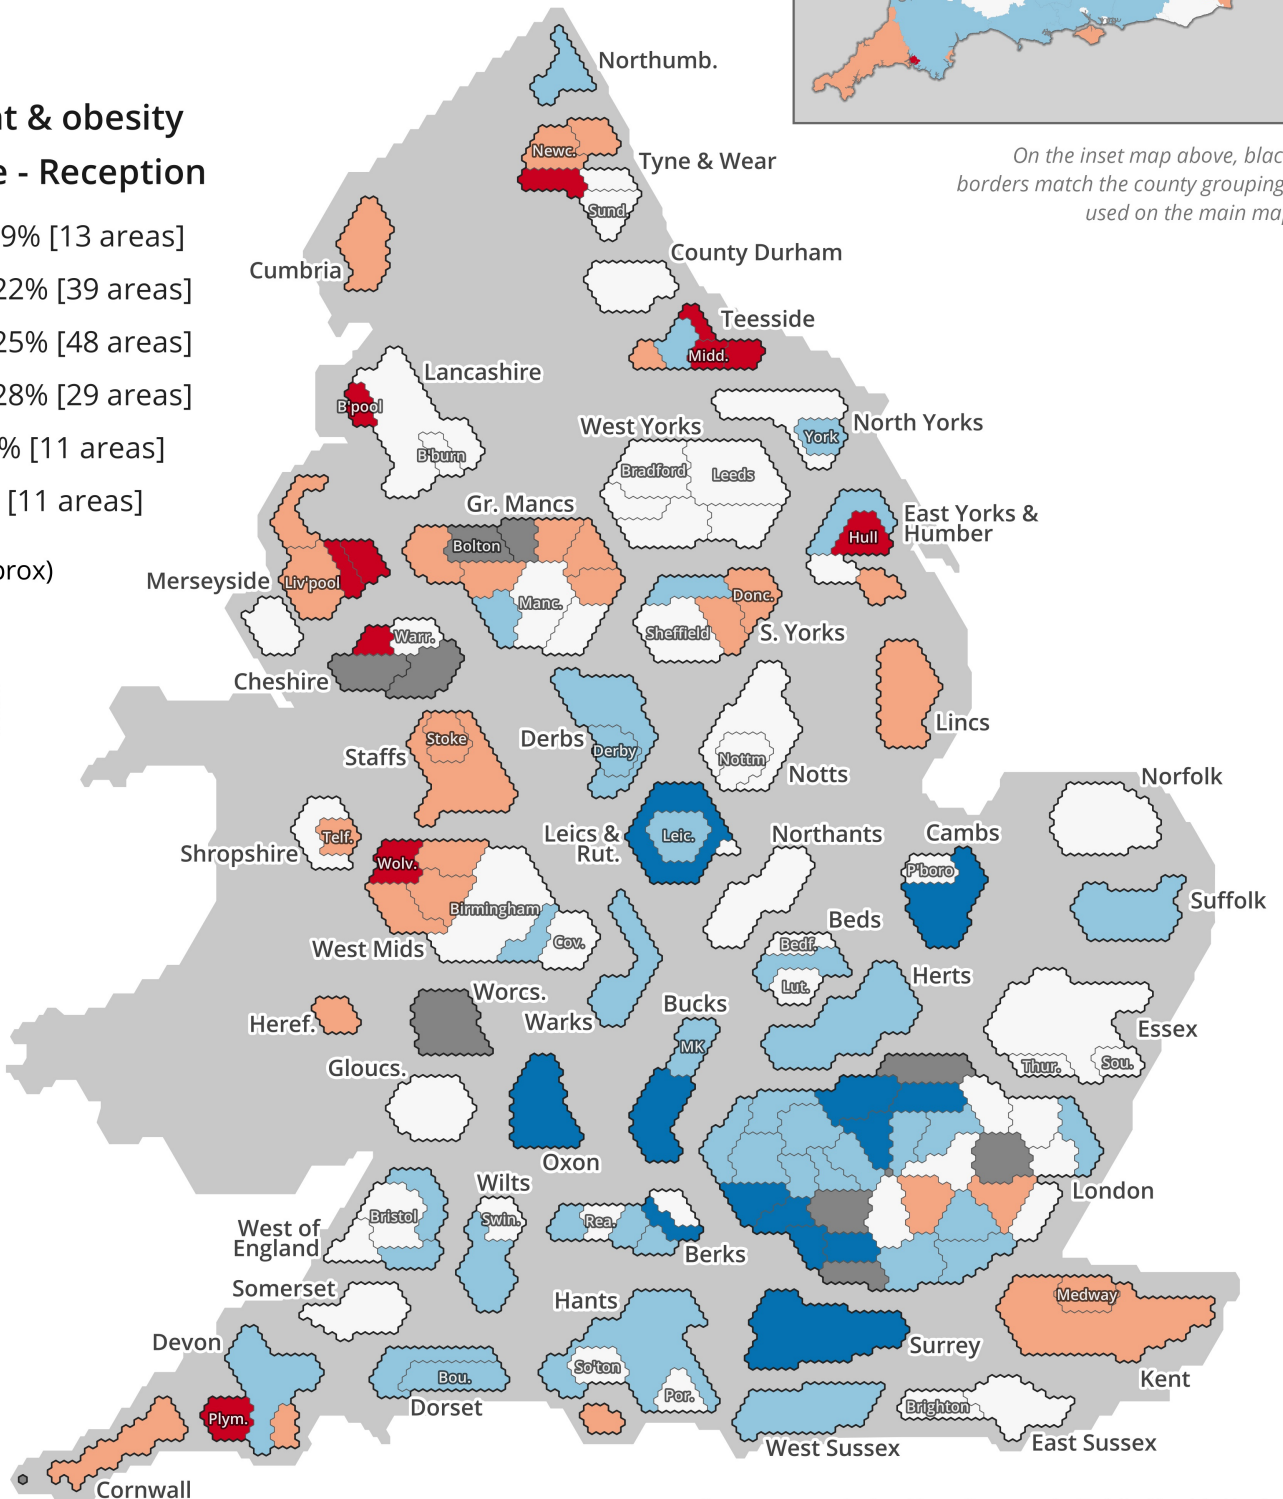 t & obesity
e - Reception
9% [13 areas]
22% [39 areas]
25% [48 areas]
28% [29 areas]
% [11 areas]
[11 areas]
prox)
On the inset map above, blac
borders match the county grouping
used on the main ma
Northumb.
Newc.
Tyne & Wear
Sund.
Cumbria
County Durham
Teesside
Midd.
Lancashire
B'pool
B'burn
West Yorks
Bradford
Leeds
North Yorks
York
East Yorks &
Humber
Hull
Gr. Mancs
Bolton
Manc.
Merseyside
Liv'pool
Warr.
Cheshire
Donc.
Sheffield
S. Yorks
Lincs
Staffs
Stoke
Derbs
Derby
Nottm
Notts
Norfolk
Shropshire
Telf.
Leics &
Rut.
Leic.
Northants
Cambs
P'boro
Suffolk
Wolv.
Birmingham
Cov.
West Mids
Beds
Bedf.
Lut.
Herts
Heref.
Worcs.
Warks
Bucks
MK
Essex
Thur.
Sou.
Gloucs.
Oxon
London
West of
England
Bristol
Wilts
Swin.
Rea.
Berks
Somerset
Hants
So'ton
Por.
Surrey
Medway
Kent
Devon
Plym.
Bou.
Dorset
West Sussex
Brighton
East Sussex
Cornwall